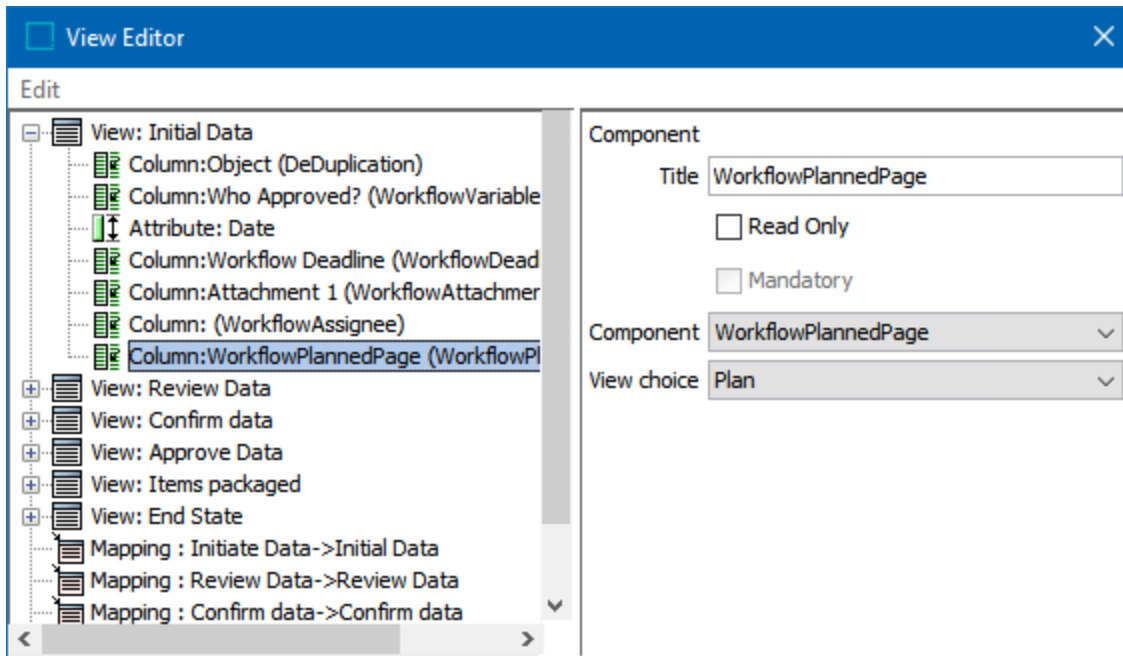 View Editor
Edit
View: Initial Data
Column:Object (DeDuplication)
Column:Who Approved? (WorkflowVariable
Attribute: Date
Column:Workflow Deadline (WorkflowDead
Column:Attachment 1 (WorkflowAttachmer
Column: (WorkflowAssignee)
Column:WorkflowPlannedPage (WorkflowPl
View: Review Data
View: Confirm data
View: Approve Data
View: Items packaged
View: End State
Mapping : Initiate Data->Initial Data
Mapping : Review Data->Review Data
Mapping : Confirm data->Confirm data
Component
Title WorkflowPlannedPage
Read Only
Mandatory
Component WorkflowPlannedPage
View choice Plan